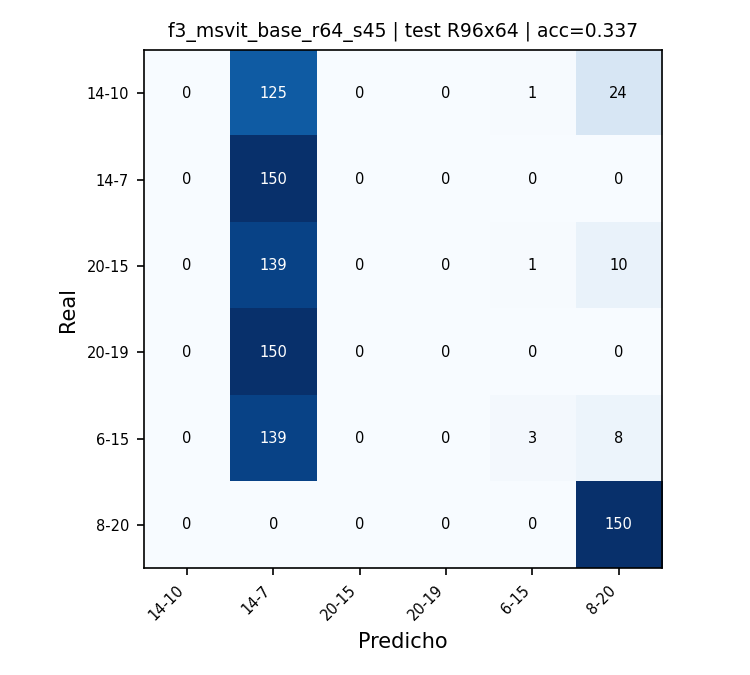 f3_msvit_base_r64_s45 | test R96x64 | acc=0.337
14-10 0 125 0 0 1 24
14-7 0 150 0 0 0 0
20-15 0 139 0 0 1 10
20-19 0 150 0 0 0 0
6-15 0 139 0 0 3 8
8-20 0 0 0 0 0 150
Real
14-10 14-7 20-15 20-19 6-15 8-20
Predicho